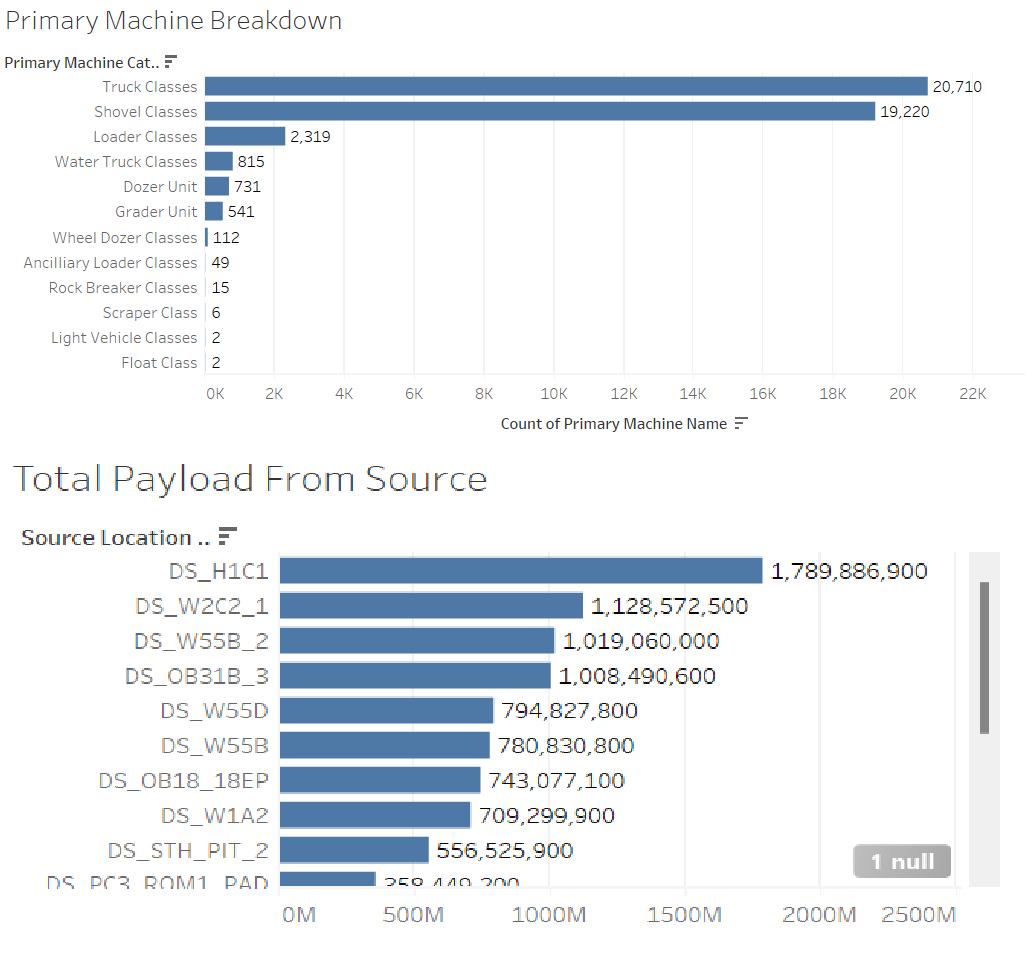 Primary Machine Breakdown
Primary Machine Cat..
Truck Classes 20,710
Shovel Classes 19,220
Loader Classes 2,319
Water Truck Classes 815
Dozer Unit 731
Grader Unit 541
Wheel Dozer Classes 112
Ancilliary Loader Classes 49
Rock Breaker Classes 15
Scraper Class 6
Light Vehicle Classes 2
Float Class 2
0K 2K 4K 6K 8K 10K 12K 14K 16K 18K 20K 22K
Count of Primary Machine Name
Total Payload From Source
Source Location ..
DS_H1C1 1,789,886,900
DS_W2C2_1 1,128,572,500
DS_W55B_2 1,019,060,000
DS_OB31B_3 1,008,490,600
DS_W55D 794,827,800
DS_W55B 780,830,800
DS_OB18_18EP 743,077,100
DS_W1A2 709,299,900
DS_STH_PIT_2 556,525,900
1 null
DS_PC3_ROM1_PAD
0M 500M 1000M 1500M 2000M 2500M